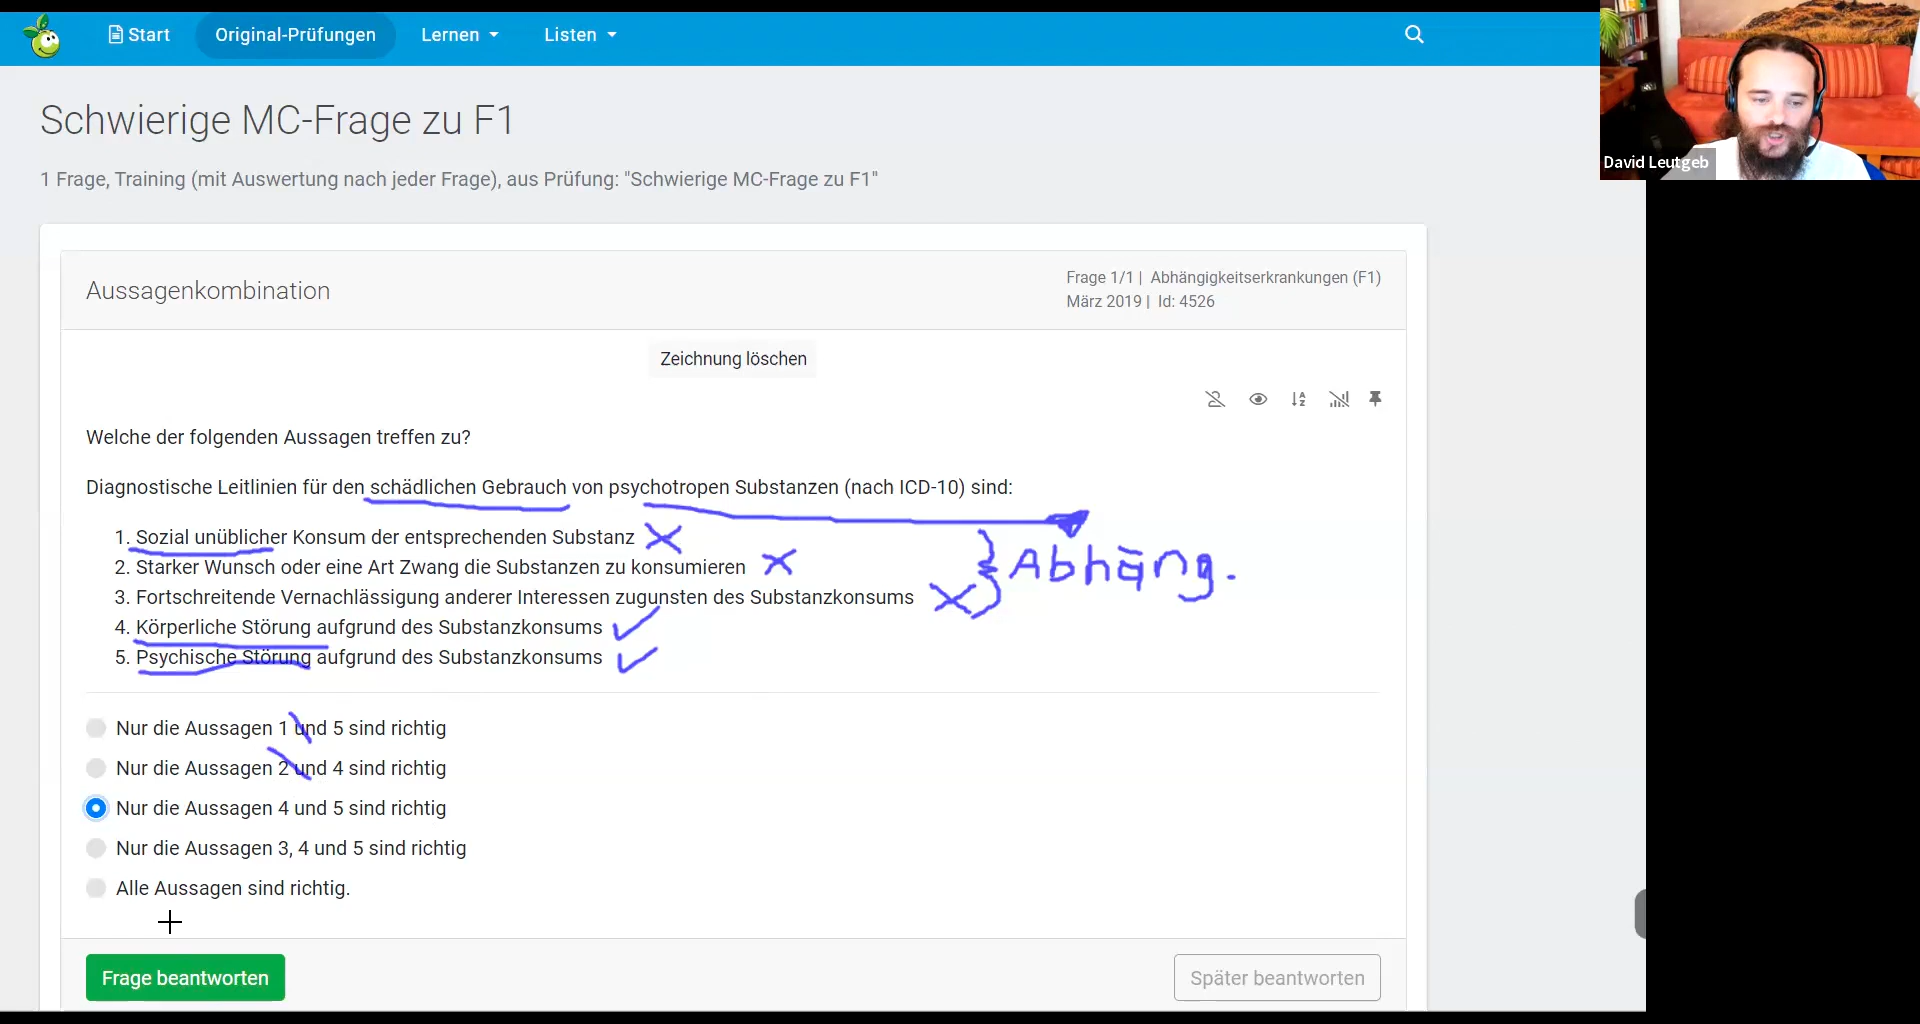 Start Original-Prüfungen Lernen Listen
David Leutgeb
Schwierige MC-Frage zu F1
1 Frage, Training (mit Auswertung nach jeder Frage), aus Prüfung: "Schwierige MC-Frage zu F1"
Aussagenkombination
Frage 1/1 | Abhängigkeitserkrankungen (F1)
März 2019 | Id: 4526
Zeichnung löschen
Welche der folgenden Aussagen treffen zu?
Diagnostische Leitlinien für den schädlichen Gebrauch von psychotropen Substanzen (nach ICD-10) sind:
1. Sozial unüblicher Konsum der entsprechenden Substanz
2. Starker Wunsch oder eine Art Zwang die Substanzen zu konsumieren
Abhäng.
3. Fortschreitende Vernachlässigung anderer Interessen zugunsten des Substanzkonsums
4. Körperliche Störung aufgrund des Substanzkonsums
5. Psychische Störung aufgrund des Substanzkonsums
Nur die Aussagen 1 und 5 sind richtig
Nur die Aussagen 2 und 4 sind richtig
Nur die Aussagen 4 und 5 sind richtig
Nur die Aussagen 3, 4 und 5 sind richtig
Alle Aussagen sind richtig.
Frage beantworten
Später beantworten